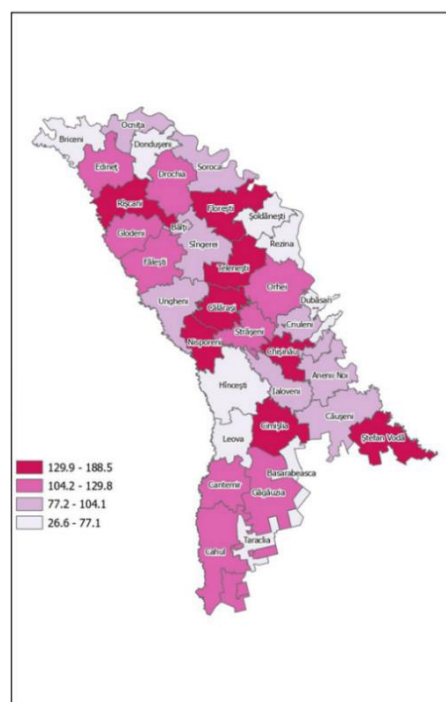 Ocnița
Briceni
Dondușeni
Edineț
Drochia
Soroca
Rîșcani
Florești
Șoldănești
Glodeni
Bălți
Sîngerei
Rezina
Fălești
Telenești
Orhei
Ungheni
Călărași
Dubăsari
Criuleni
Strășeni
Nisporeni
Chișinău
Anenii Noi
Hîncești
Ialoveni
Căușeni
Cimișlia
Ștefan Vodă
Leova
Basarabeasca
Cantemir
Găgăuzia
Taraclia
Cahul
129.9 - 188.5
104.2 - 129.8
77.2 - 104.1
26.6 - 77.1